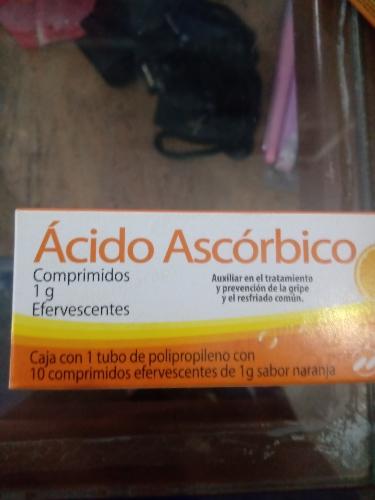 Ácido Ascórbico
Comprimidos
1 g
Efervescentes
Auxiliar en el tratamiento
y prevención de la gripe
y el resfriado común.
Caja con 1 tubo de polipropileno con
10 comprimidos efervescentes de 1g sabor naranja